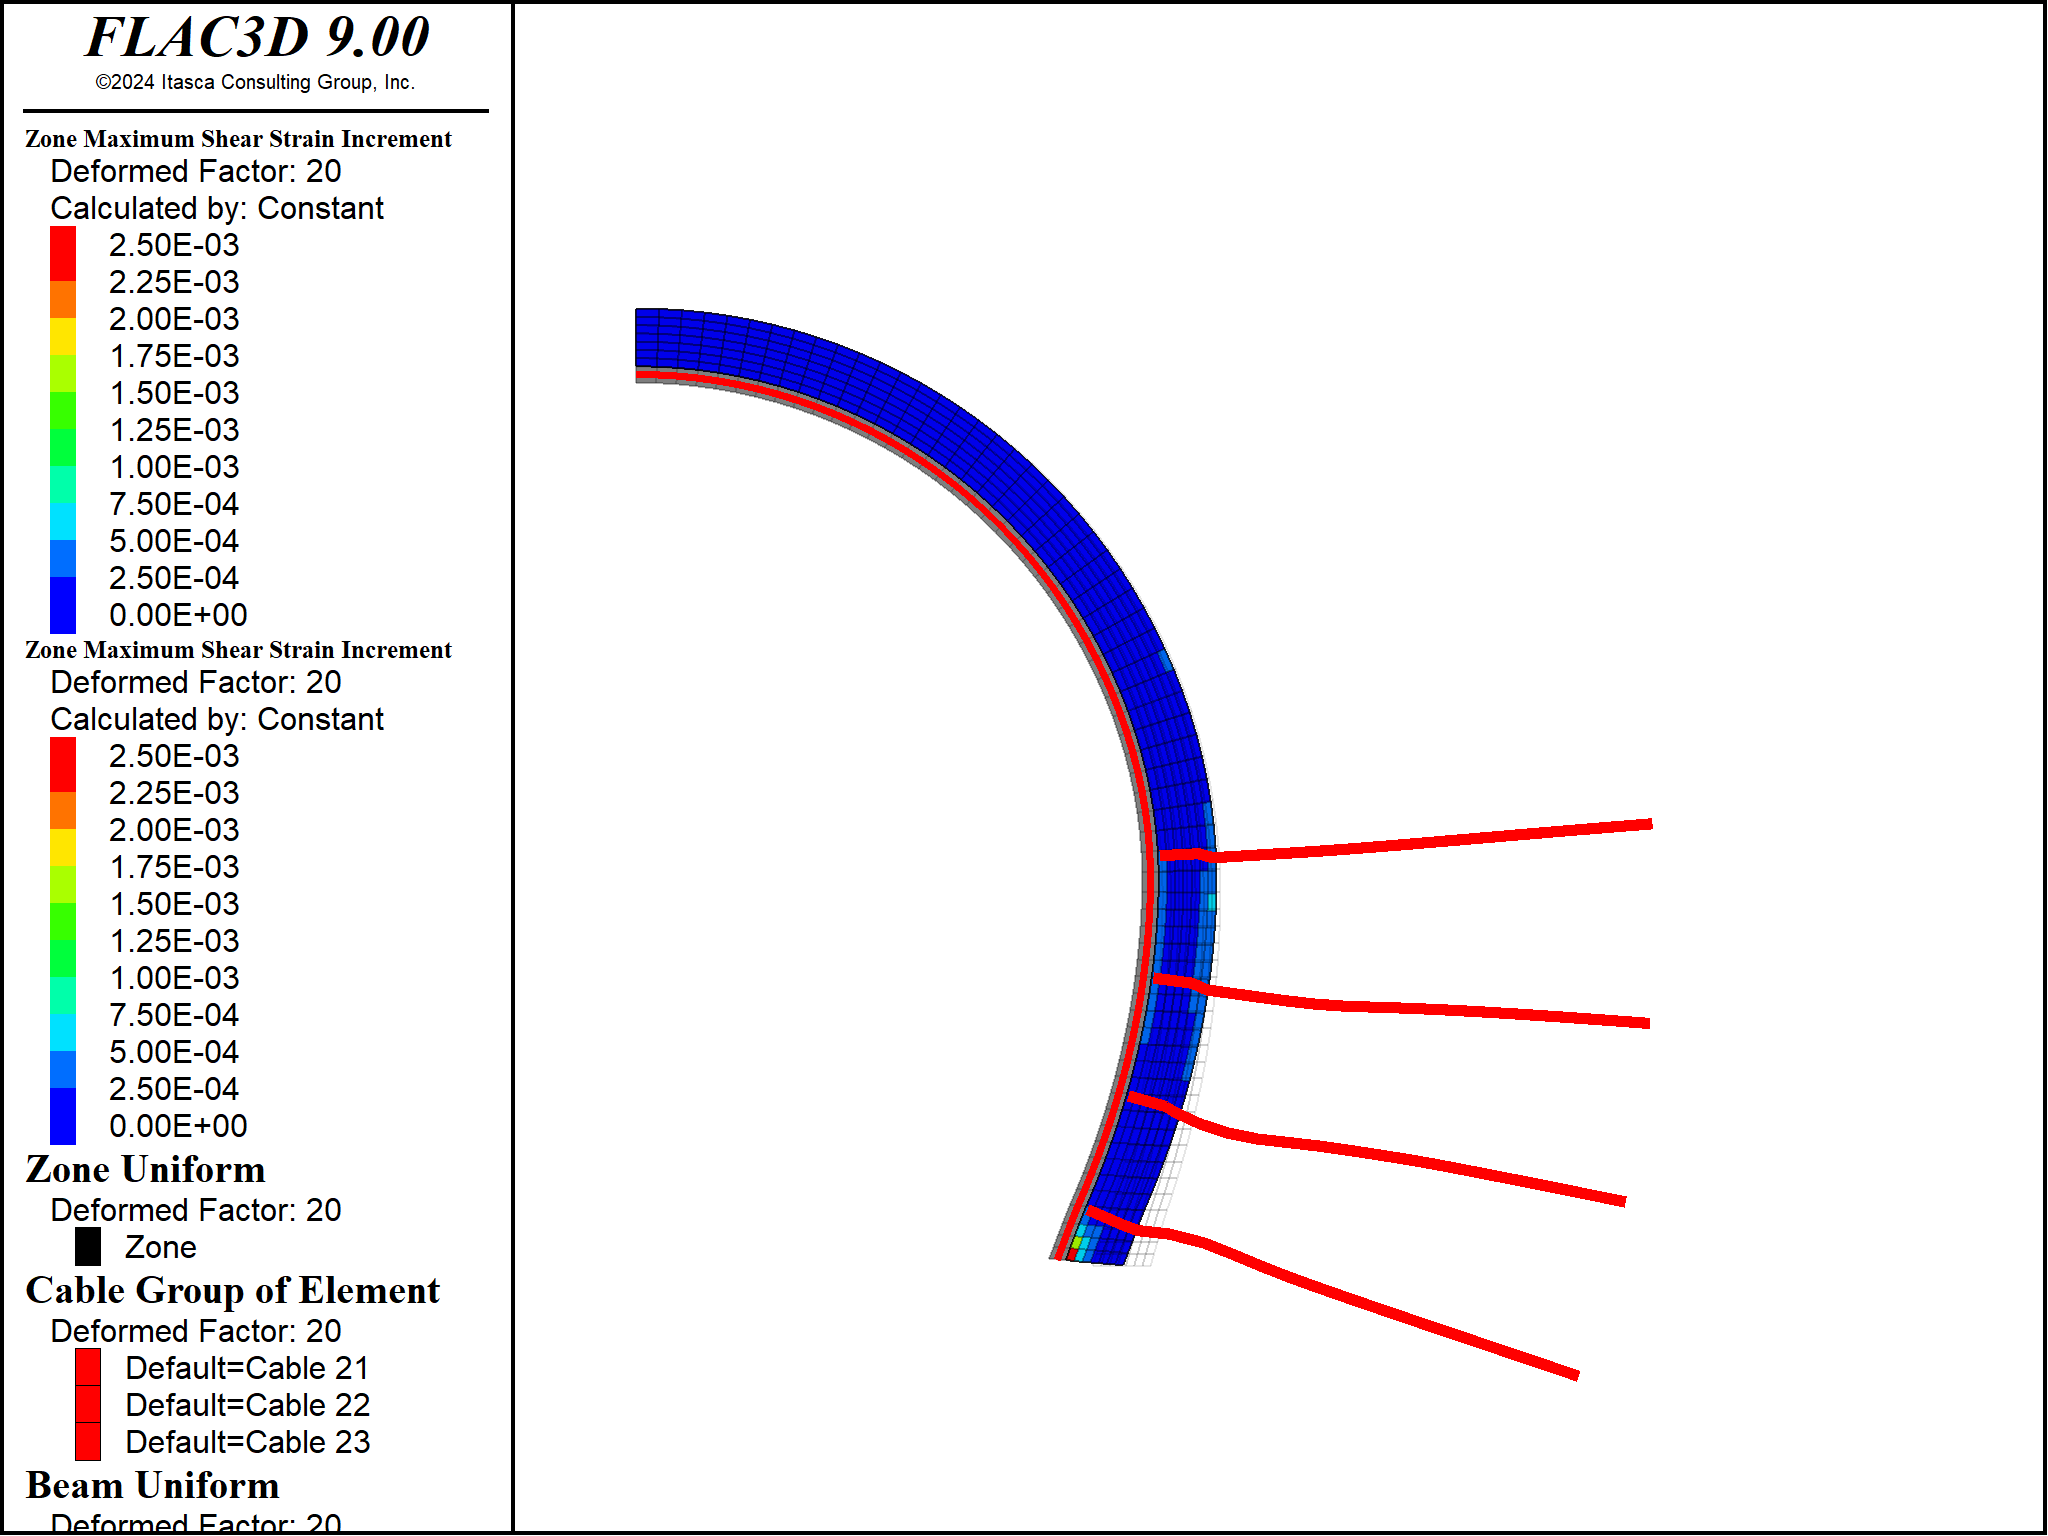 FLAC3D 9.00
©2024 Itasca Consulting Group, Inc.
Zone Maximum Shear Strain Increment
Deformed Factor: 20
Calculated by: Constant
2.50E-03
2.25E-03
2.00E-03
1.75E-03
1.50E-03
1.25E-03
1.00E-03
7.50E-04
5.00E-04
2.50E-04
0.00E+00
Zone Maximum Shear Strain Increment
Deformed Factor: 20
Calculated by: Constant
2.50E-03
2.25E-03
2.00E-03
1.75E-03
1.50E-03
1.25E-03
1.00E-03
7.50E-04
5.00E-04
2.50E-04
0.00E+00
Zone Uniform
Deformed Factor: 20
Zone
Cable Group of Element
Deformed Factor: 20
Default=Cable 21
Default=Cable 22
Default=Cable 23
Beam Uniform
Deformed Factor: 20